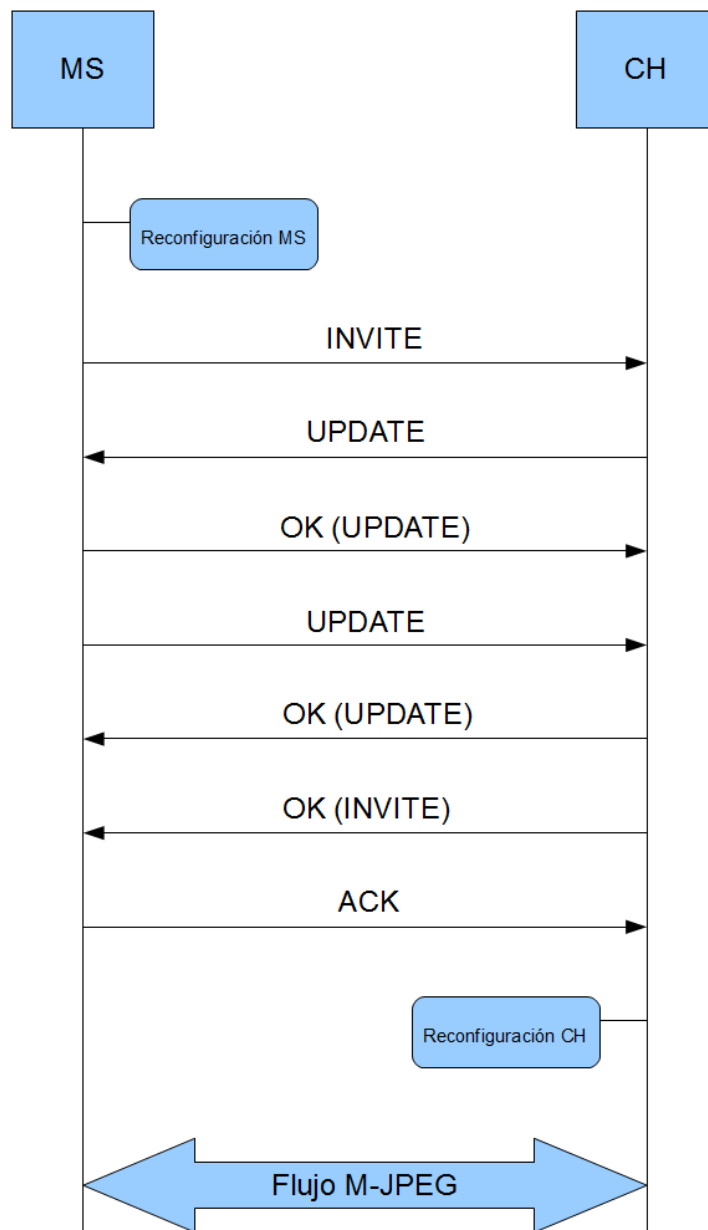 MS
CH
Reconfiguración MS
INVITE
UPDATE
OK (UPDATE)
UPDATE
OK (UPDATE)
OK (INVITE)
ACK
Reconfiguración CH
Flujo M-JPEG